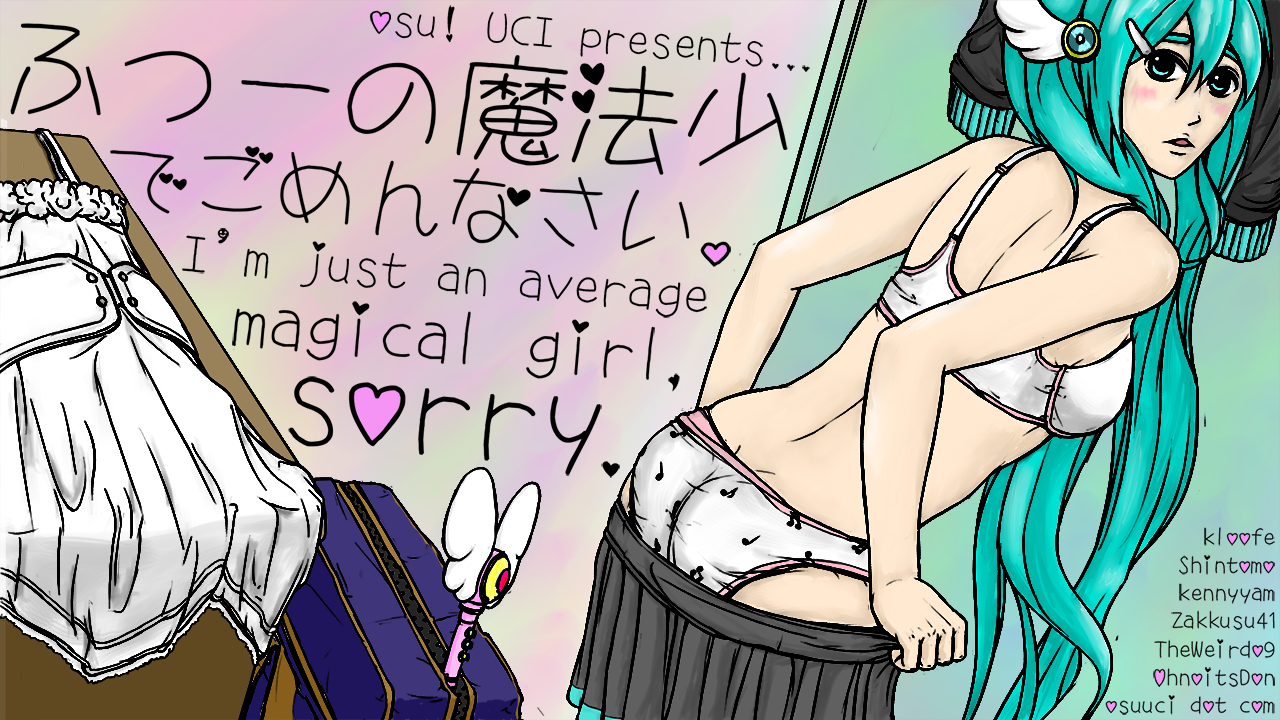 ♥su! UCI presents...
ふつーの魔法少
でごめんなさい
I'm just an average
magical girl,
s♥rry.
kl♥♥fe
Shint♥m♥
kennyyam
Zakkusu41
TheWeird♥9
♥hn♥itsD♥n
♥suuci d♥t c♥m